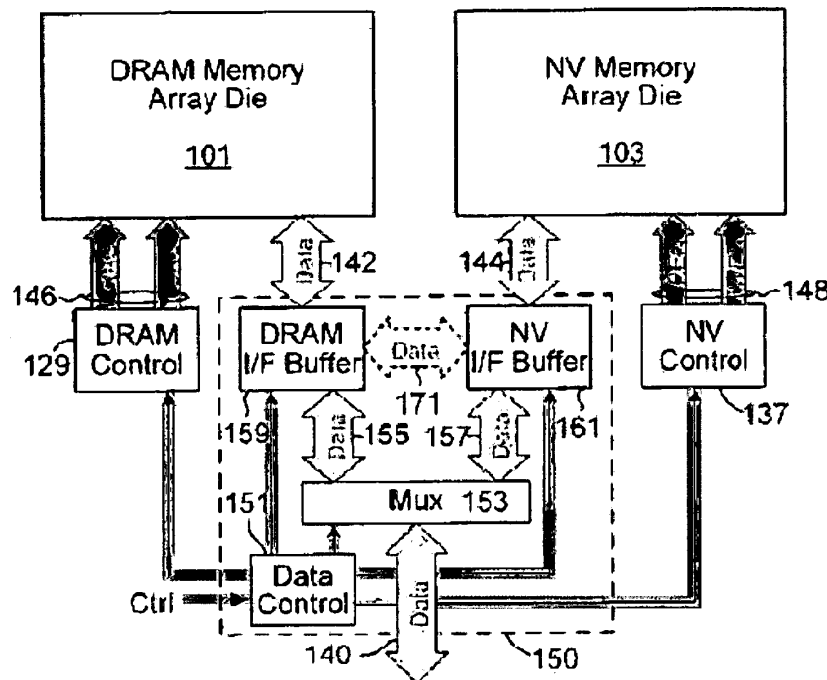 DRAM Memory
Array Die
101
NV Memory
Array Die
103
Data
142
144
Data
146
148
DRAM
Control
129
DRAM
I/F Buffer
159
Data
171
NV
I/F Buffer
161
NV
Control
137
Data
155
157
Data
Mux 153
151
Data
Control
Ctrl
Data
140
150